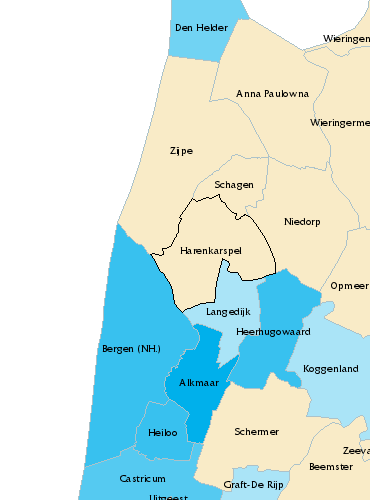 Den Helder
Wieringen
Anna Paulowna
Wieringerme
Zijpe
Schagen
Niedorp
Harenkarspel
Opmeer
Langedijk
Heerhugowaard
Bergen (NH.)
Koggenland
Alkmaar
Heiloo
Schermer
Zeeva
Beemster
Castricum
Graft-De Rijp
Uitgeest